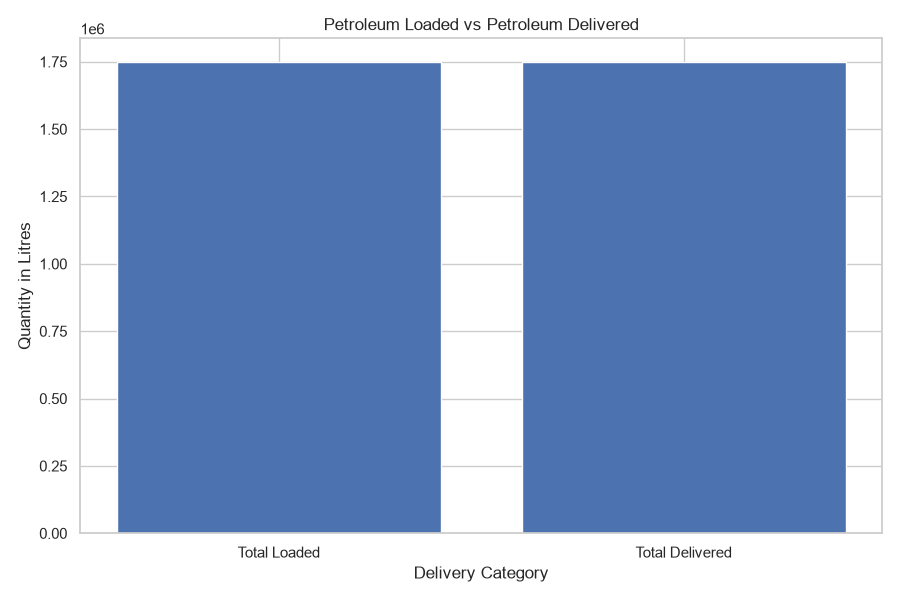 Petroleum Loaded vs Petroleum Delivered
1e6
1.75
1.50
1.25
1.00
0.75
0.50
0.25
0.00
Quantity in Litres
Total Loaded
Total Delivered
Delivery Category